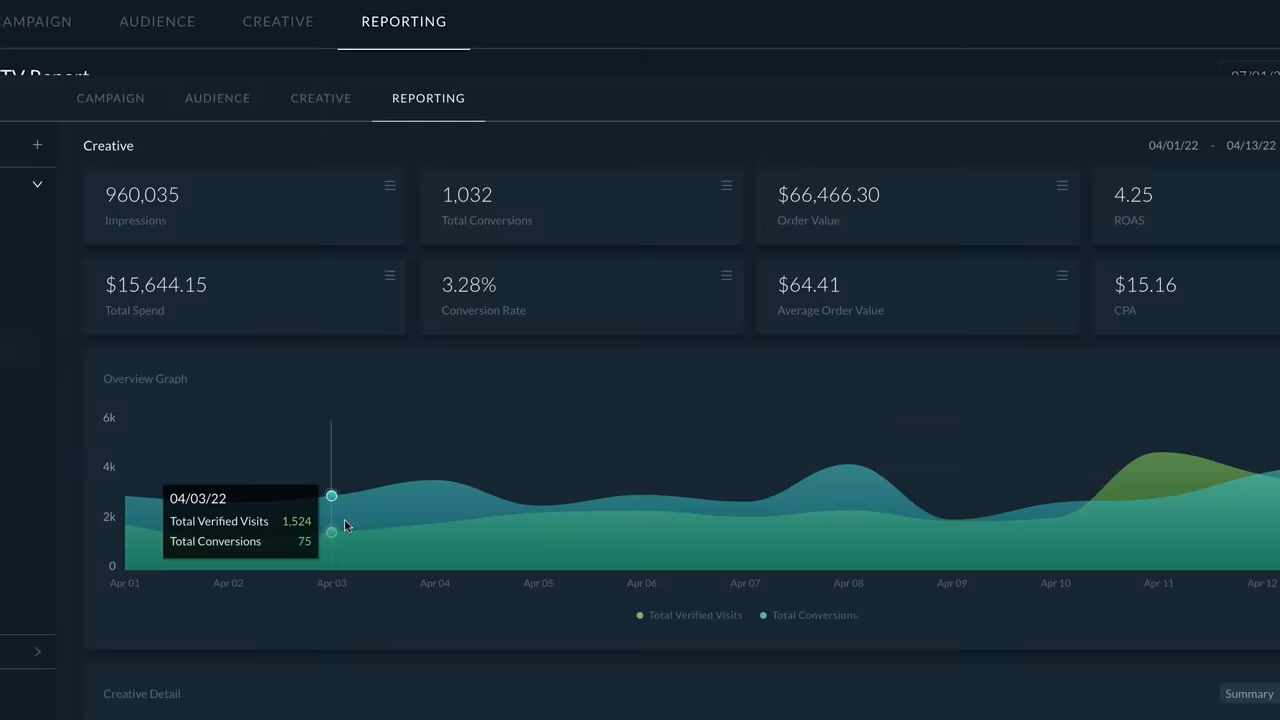 CAMPAIGN AUDIENCE CREATIVE REPORTING
TV Report
CAMPAIGN AUDIENCE CREATIVE REPORTING
Creative 04/01/22 - 04/13/22
960,035 1,032 $66,466.30 4.25
Impressions Total Conversions Order Value ROAS
$15,644.15 3.28% $64.41 $15.16
Total Spend Conversion Rate Average Order Value CPA
Overview Graph
6k
4k
04/03/22
2k
Total Verified Visits 1,524
Total Conversions 75
0
Apr 01 Apr 02 Apr 03 Apr 04 Apr 05 Apr 06 Apr 07 Apr 08 Apr 09 Apr 10 Apr 11 Apr 12
Total Verified Visits Total Conversions
Creative Detail Summary